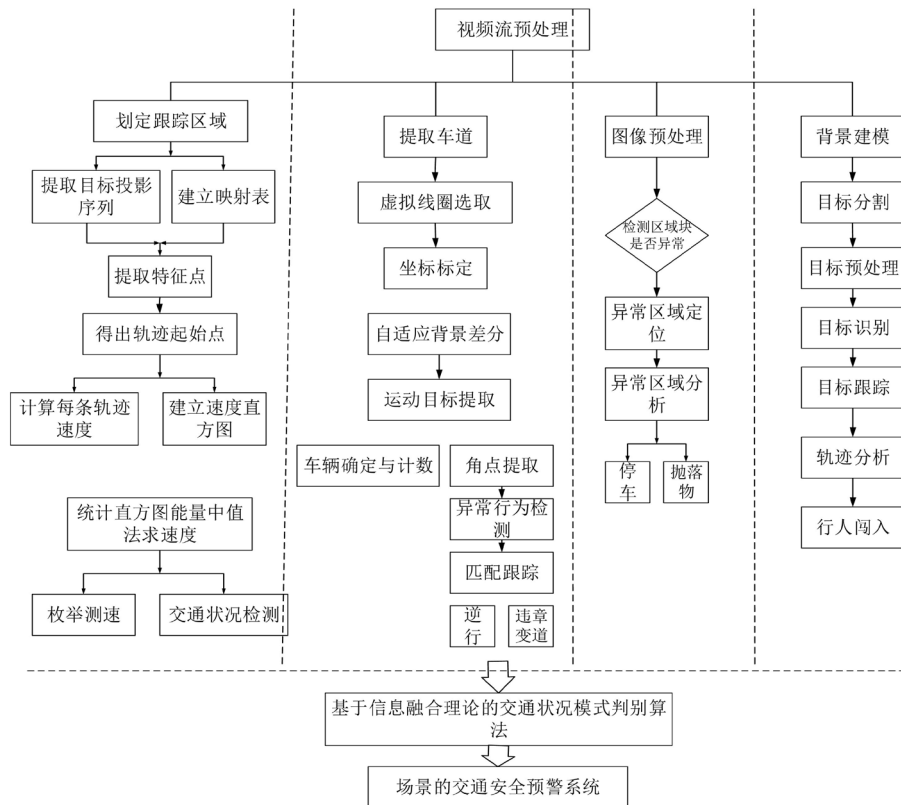 视频流预处理
划定跟踪区域
提取目标投影
序列
建立映射表
提取特征点
得出轨迹起始点
计算每条轨迹
速度
建立速度直
方图
统计直方图能量中值
法求速度
枚举测速
交通状况检测
提取车道
虚拟线圈选取
坐标标定
自适应背景差分
运动目标提取
车辆确定与计数
角点提取
异常行为检
测
匹配跟踪
逆
行
违章
变道
图像预处理
检测区域块
是否异常
异常区域定
位
异常区域分
析
停
车
抛落
物
背景建模
目标分割
目标预处理
目标识别
目标跟踪
轨迹分析
行人闯入
基于信息融合理论的交通状况模式判别算
法
场景的交通安全预警系统